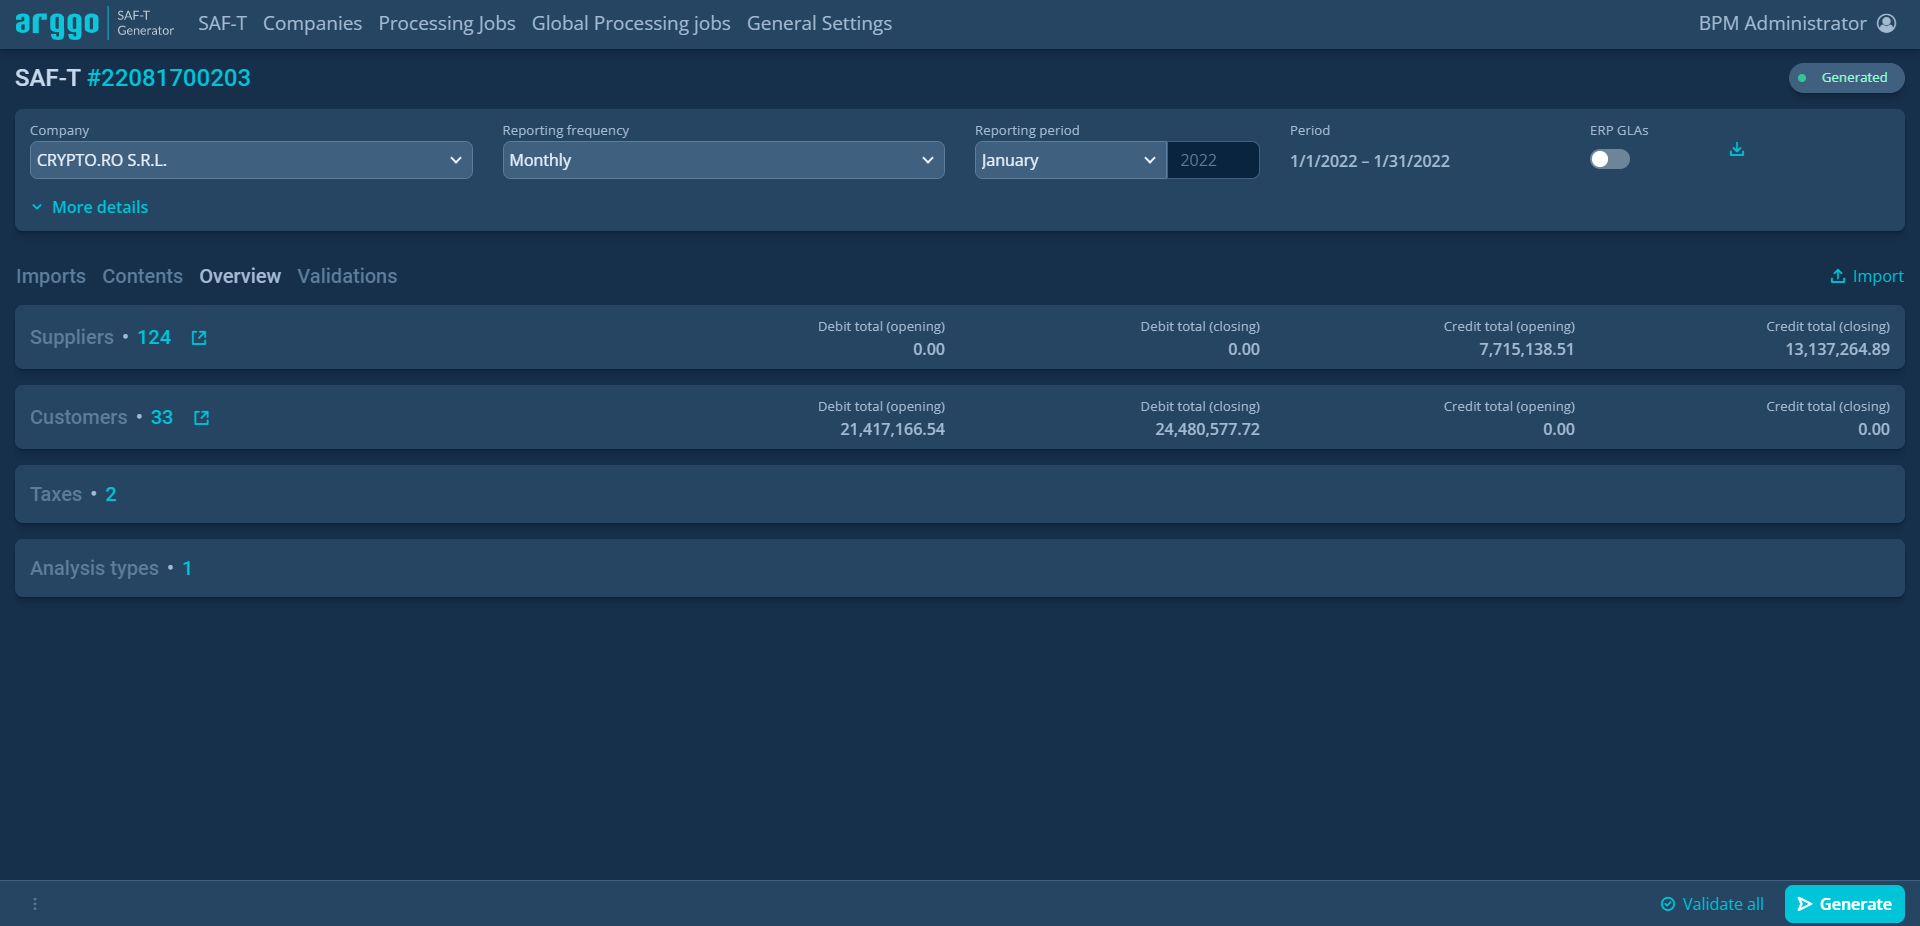 arggo SAF-T Generator SAF-T Companies Processing Jobs Global Processing jobs General Settings BPM Administrator
SAF-T #22081700203 Generated
Company Reporting frequency Reporting period Period ERP GLAs
CRYPTO.RO S.R.L. Monthly January 2022 1/1/2022 – 1/31/2022
More details
Imports Contents Overview Validations Import
Suppliers • 124 Debit total (opening) Debit total (closing) Credit total (opening) Credit total (closing)
0.00 0.00 7,715,138.51 13,137,264.89
Customers • 33 Debit total (opening) Debit total (closing) Credit total (opening) Credit total (closing)
21,417,166.54 24,480,577.72 0.00 0.00
Taxes • 2
Analysis types • 1
Validate all Generate